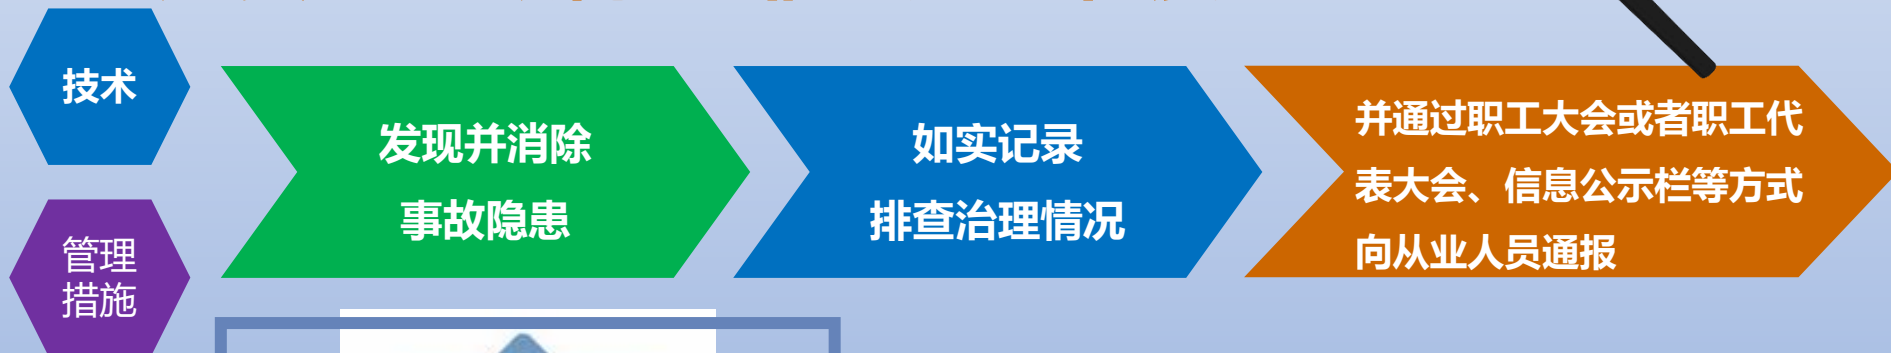 技术
发现并消除
事故隐患
如实记录
排查治理情况
并通过职工大会或者职工代
表大会、信息公示栏等方式
向从业人员通报
管理
措施